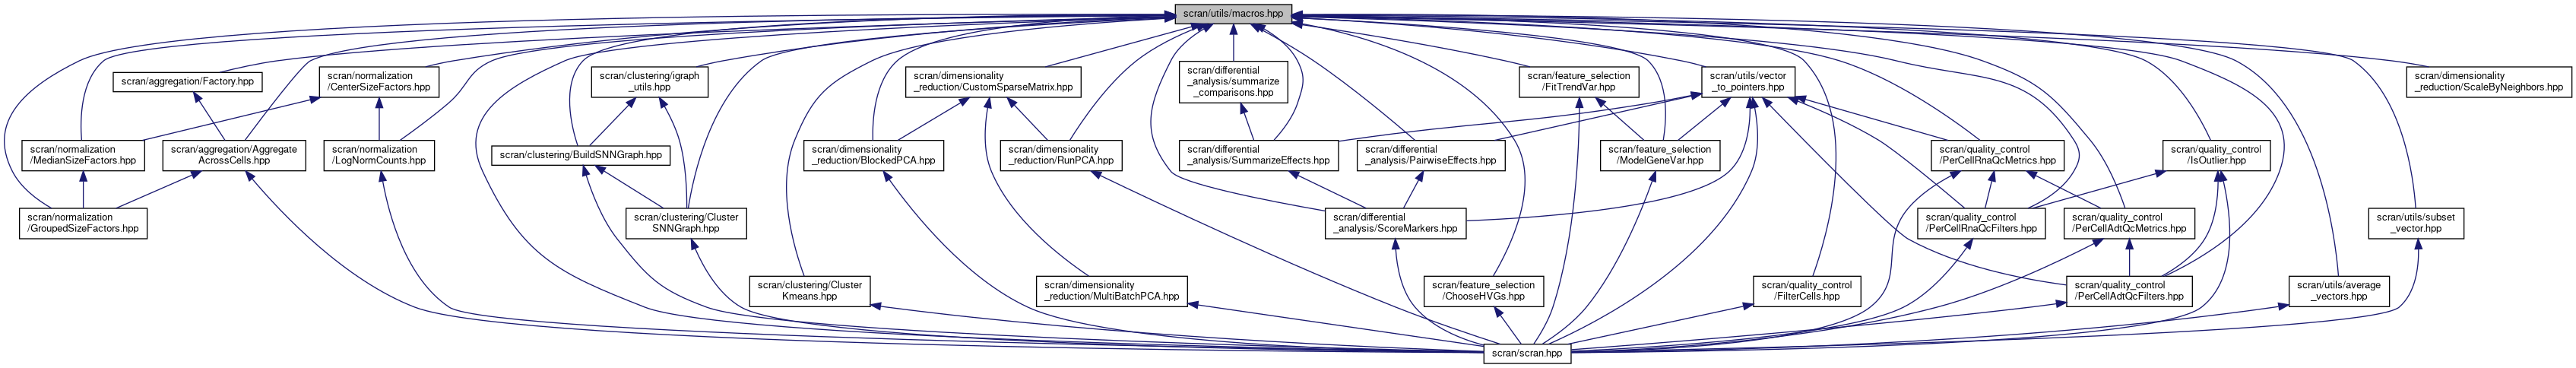 scran/utils/macros.hpp
scran/aggregation/Factory.hpp
scran/normalization
/CenterSizeFactors.hpp
scran/clustering/igraph
_utils.hpp
scran/dimensionality
_reduction/CustomSparseMatrix.hpp
scran/differential
_analysis/summarize
_comparisons.hpp
scran/feature_selection
/FitTrendVar.hpp
scran/utils/vector
_to_pointers.hpp
scran/dimensionality
_reduction/ScaleByNeighbors.hpp
scran/normalization
/MedianSizeFactors.hpp
scran/aggregation/Aggregate
AcrossCells.hpp
scran/normalization
/LogNormCounts.hpp
scran/clustering/BuildSNNGraph.hpp
scran/dimensionality
_reduction/BlockedPCA.hpp
scran/dimensionality
_reduction/RunPCA.hpp
scran/differential
_analysis/SummarizeEffects.hpp
scran/differential
_analysis/PairwiseEffects.hpp
scran/feature_selection
/ModelGeneVar.hpp
scran/quality_control
/PerCellRnaQcMetrics.hpp
scran/quality_control
/IsOutlier.hpp
scran/normalization
/GroupedSizeFactors.hpp
scran/clustering/Cluster
SNNGraph.hpp
scran/differential
_analysis/ScoreMarkers.hpp
scran/quality_control
/PerCellRnaQcFilters.hpp
scran/quality_control
/PerCellAdtQcMetrics.hpp
scran/utils/subset
_vector.hpp
scran/clustering/Cluster
Kmeans.hpp
scran/dimensionality
_reduction/MultiBatchPCA.hpp
scran/feature_selection
/ChooseHVGs.hpp
scran/quality_control
/FilterCells.hpp
scran/quality_control
/PerCellAdtQcFilters.hpp
scran/utils/average
_vectors.hpp
scran/scran.hpp